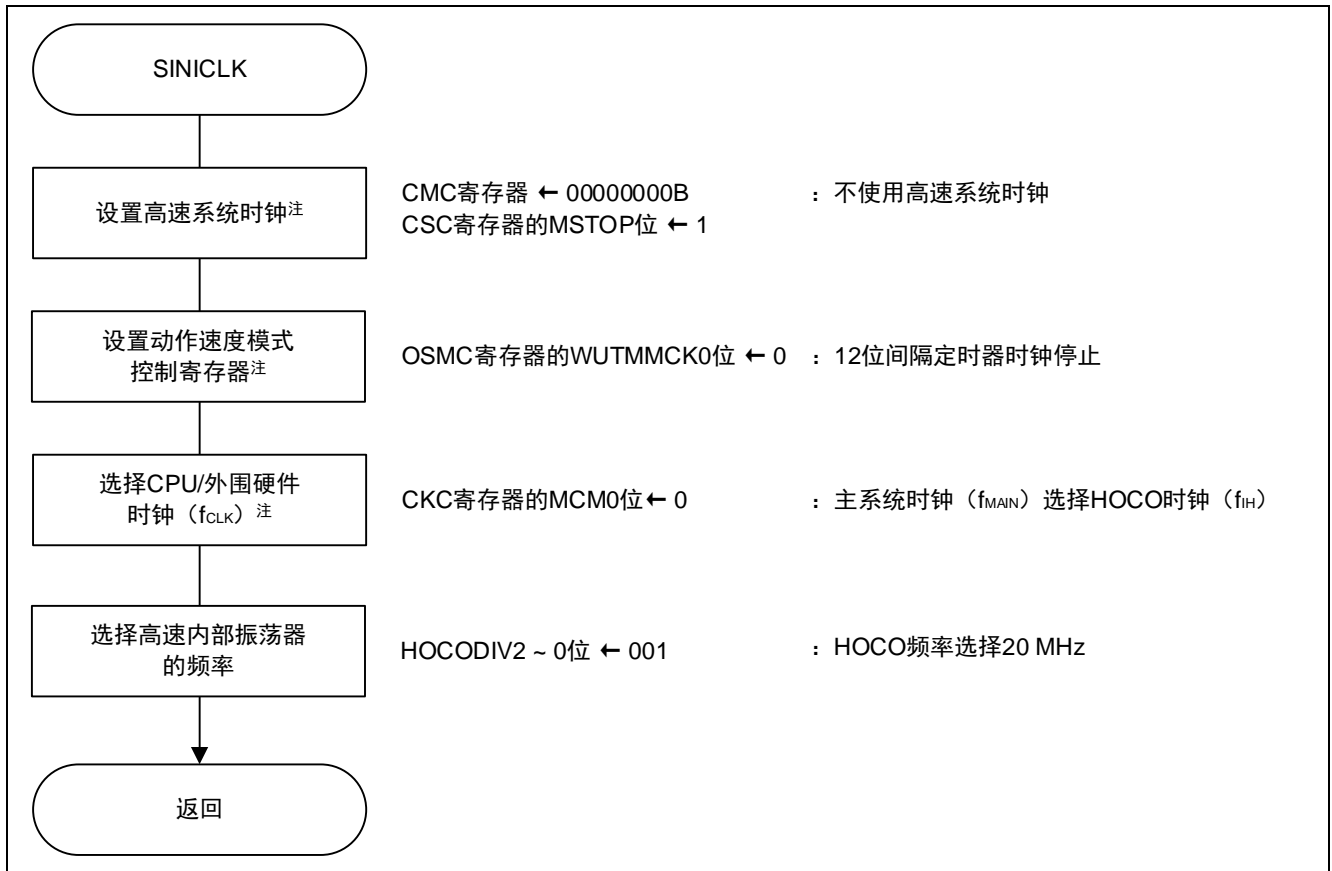 SINICLK
设置高速系统时钟注
CMC寄存器 ← 00000000B ：不使用高速系统时钟
CSC寄存器的MSTOP位 ← 1
设置动作速度模式
控制寄存器注
OSMC寄存器的WUTMMCK0位 ← 0 ：12位间隔定时器时钟停止
选择CPU/外围硬件
时钟（fCLK）注
CKC寄存器的MCM0位← 0 ：主系统时钟（fMAIN）选择HOCO时钟（fIH）
选择高速内部振荡器
的频率
HOCODIV2 ~ 0位 ← 001 ：HOCO频率选择20 MHz
返回